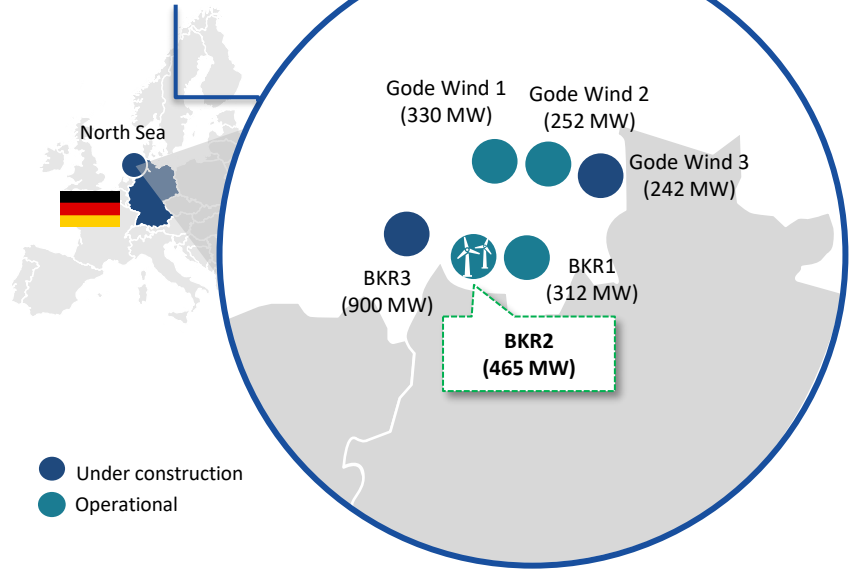 Gode Wind 1
(330 MW)
Gode Wind 2
(252 MW)
North Sea
Gode Wind 3
(242 MW)
BKR3
(900 MW)
BKR1
(312 MW)
BKR2
(465 MW)
Under construction
Operational